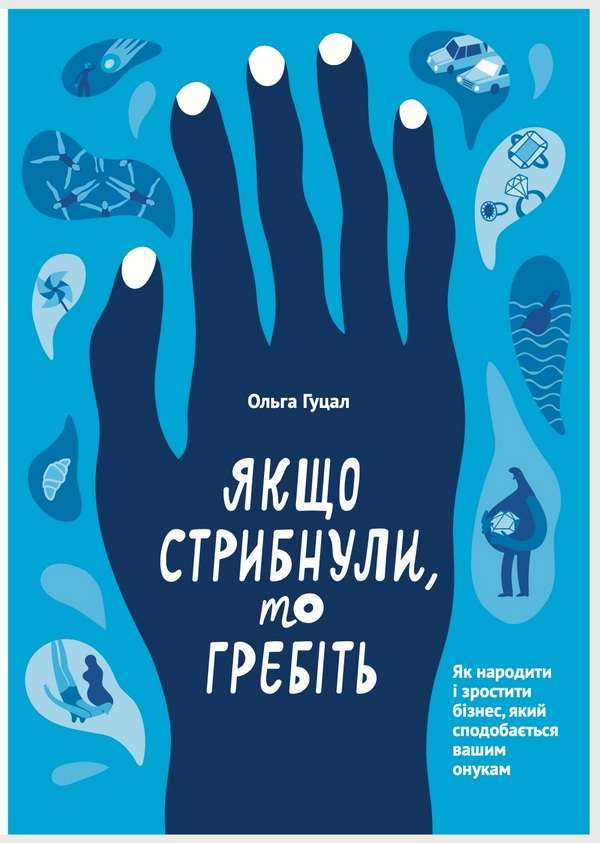 Ольга Гуцал
ЯКЩО
СТРИБНУЛИ,
то
ГРЕБІТЬ
Як народити
і зростити
бізнес, який
сподобається
вашим
онукам